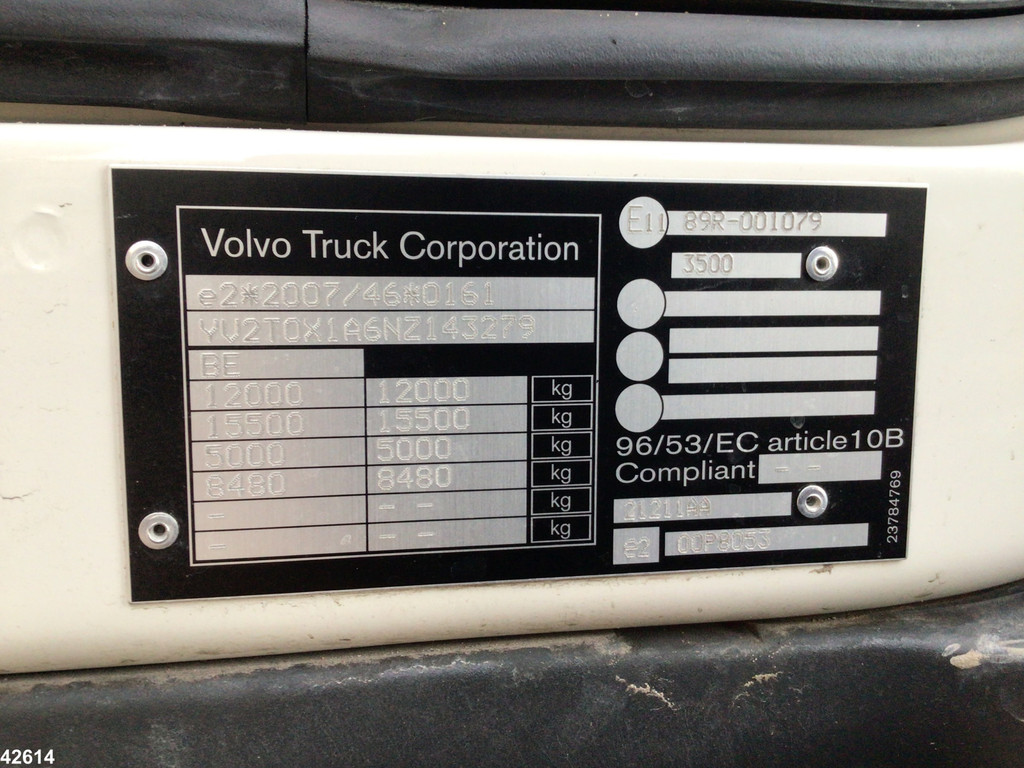 Volvo Truck Corporation
e2*2007/46*0161
YV2T0X1A6NZ143279
BE
12000 12000 kg
15500 15500 kg
5000 5000 kg
8480 8480 kg
- - - kg
- - - kg
E11 89R-001079
3500
96/53/EC article10B
Compliant - -
21211AA
e2 00P8053
23784769
42614